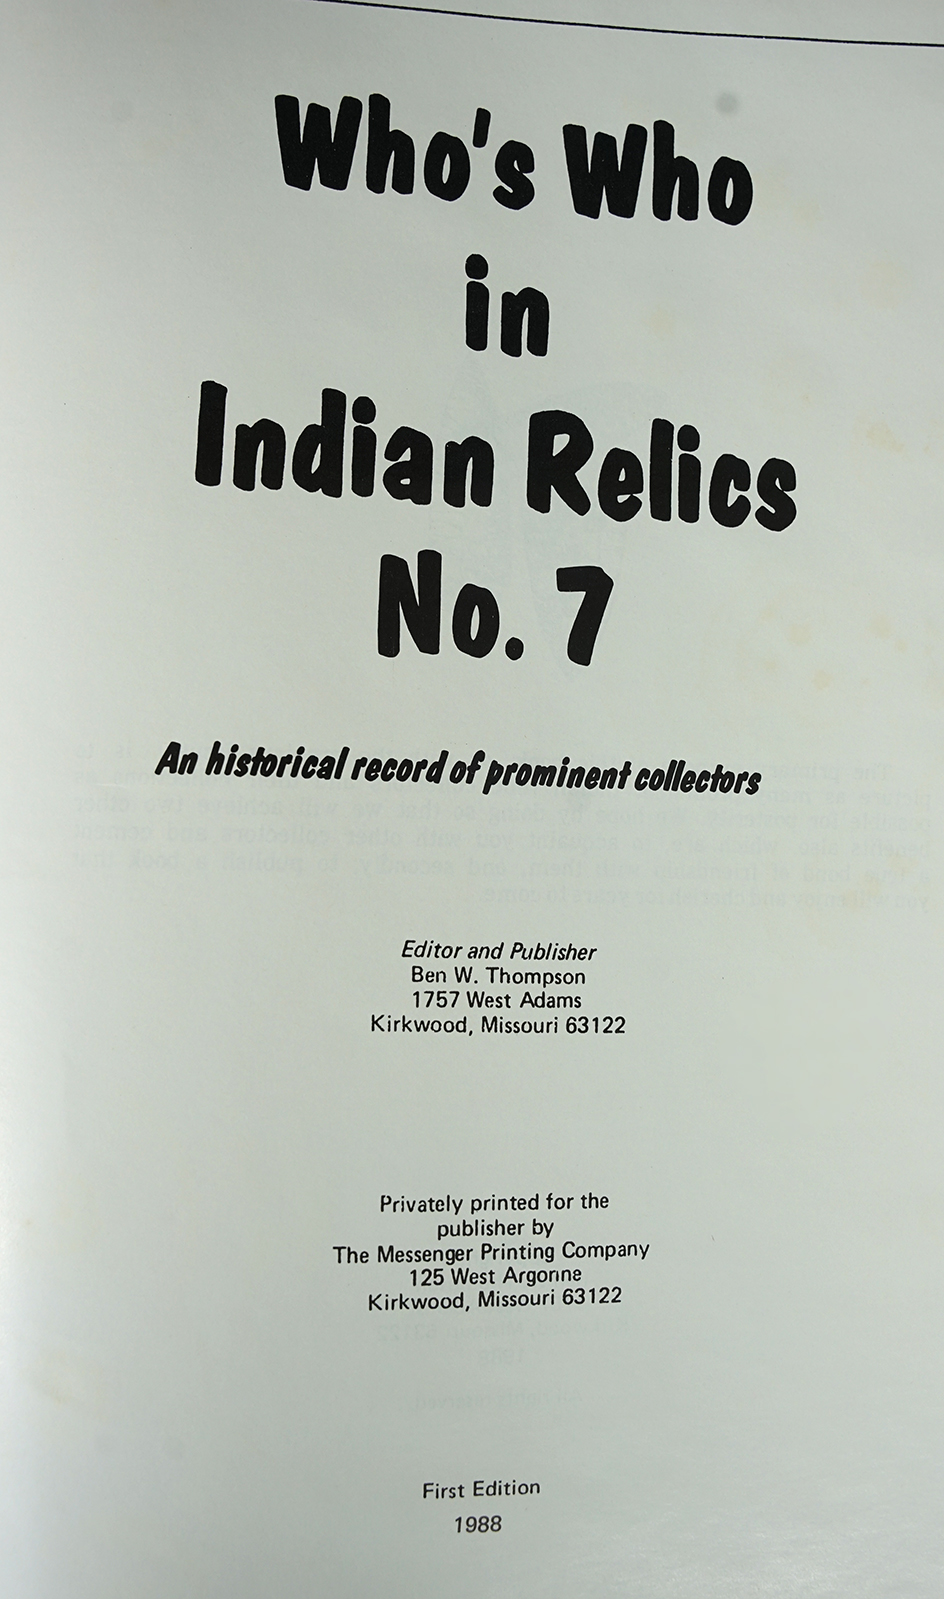 Who's Who
in
Indian Relics
No. 7
An historical record of prominent collectors
Editor and Publisher
Ben W. Thompson
1757 West Adams
Kirkwood, Missouri 63122
Privately printed for the
publisher by
The Messenger Printing Company
125 West Argonne
Kirkwood, Missouri 63122
First Edition
1988